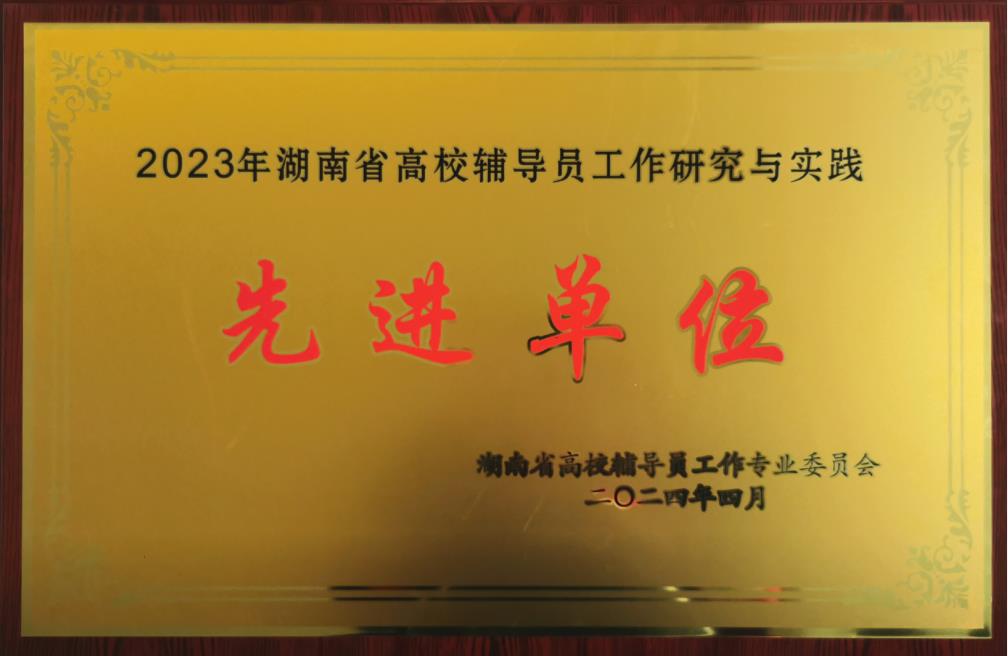 2023年湖南省高校辅导员工作研究与实践
先进单位
湖南省高校辅导员工作专业委员会
二〇二四年四月